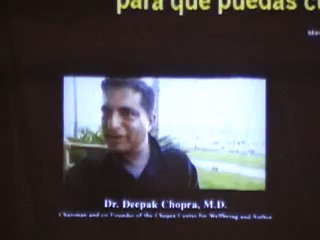 para que puedas
Dr. Deepak Chopra, M.D.
Chairman and co-Founder of the Chopra Center for Wellbeing and Author